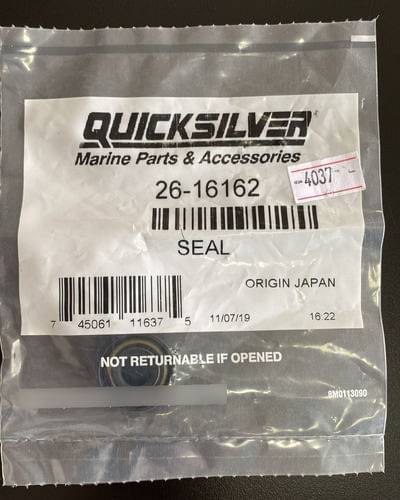 QUICKSILVER
Marine Parts & Accessories
26-16162
4037
SEAL
ORIGIN JAPAN
7 45061 11637 5 11/07/19 16:22
NOT RETURNABLE IF OPENED
8M0113090